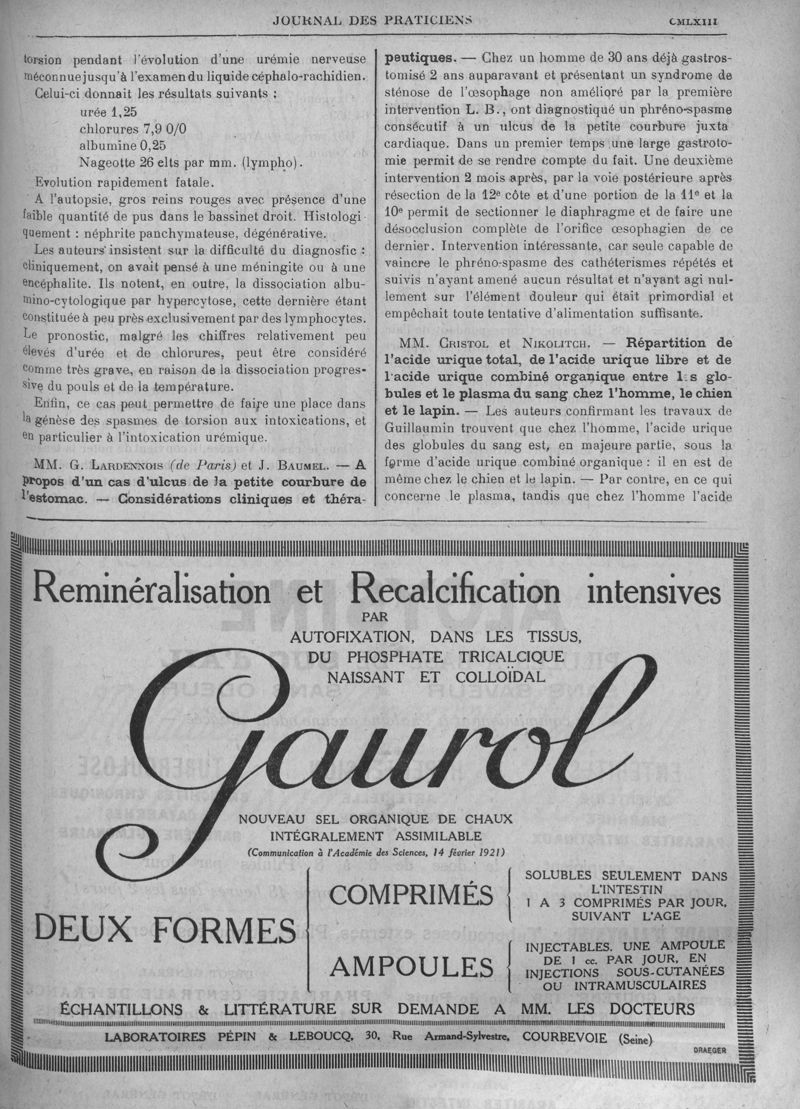 JOURNAL DES PRATICIENS
CMLXIII
torsion pendant l'évolution d'une urémie nerveuse
méconnue jusqu'à l'examen du liquide céphalo-rachidien.
Celui-ci donnait les résultats suivants :
urée 1,25
chlorures 7,9 0/0
albumine 0,25
Nageotte 26 elts par mm. (lympho).
Evolution rapidement fatale.
A l'autopsie, gros reins rouges avec présence d'une
faible quantité de pus dans le bassinet droit. Histologi-
quement : néphrite panchymateuse, dégénérative.
Les auteurs insistent sur la difficulté du diagnostic :
cliniquement, on avait pensé à une méningite ou à une
encéphalite. Ils notent, en outre, la dissociation albu-
mino-cytologique par hypercytose, cette dernière étant
constituée à peu près exclusivement par des lymphocytes.
Le pronostic, malgré les chiffres relativement peu
élevés d'urée et de chlorures, peut être considéré
comme très grave, en raison de la dissociation progres-
sive du pouls et de la température.
Enfin, ce cas peut permettre de faire une place dans
la génèse des spasmes de torsion aux intoxications, et
en particulier à l'intoxication urémique.
MM. G. LARDENNOIS (de Paris) et J. BAUMEL. — A
propos d'un cas d'ulcus de la petite courbure de
l'estomac. — Considérations cliniques et théra-
peutiques. — Chez un homme de 30 ans déjà gastros-
tomisé 2 ans auparavant et présentant un syndrome de
sténose de l'œsophage non amélioré par la première
intervention L. B., ont diagnostiqué un phréno-spasme
consécutif à un ulcus de la petite courbure juxta
cardiaque. Dans un premier temps une large gastroto-
mie permit de se rendre compte du fait. Une deuxième
intervention 2 mois après, par la voie postérieure après
résection de la 12e côte et d'une portion de la 11e et la
10e permit de sectionner le diaphragme et de faire une
désocclusion complète de l'orifice œsophagien de ce
dernier. Intervention intéressante, car seule capable de
vaincre le phréno-spasme des cathéterismes répétés et
suivis n'ayant amené aucun résultat et n'ayant agi nul-
lement sur l'élément douleur qui était primordial et
empêchait toute tentative d'alimentation suffisante.
MM. CRISTOL et NIKOLITCH. — Répartition de
l'acide urique total, de l'acide urique libre et de
l'acide urique combiné organique entre les glo-
bules et le plasma du sang chez l'homme, le chien
et le lapin. — Les auteurs confirmant les travaux de
Guillaumin trouvent que chez l'homme, l'acide urique
des globules du sang est, en majeure partie, sous la
forme d'acide urique combiné organique : il en est de
même chez le chien et le lapin. — Par contre, en ce qui
concerne le plasma, tandis que chez l'homme l'acide
Reminéralisation et Recalcification intensives
PAR
AUTOFIXATION, DANS LES TISSUS,
DU PHOSPHATE TRICALCIQUE
NAISSANT ET COLLOÏDAL
Gaurol
NOUVEAU SEL ORGANIQUE DE CHAUX
INTÉGRALEMENT ASSIMILABLE
(Communication à l'Académie des Sciences, 14 février 1921)
DEUX FORMES
COMPRIMÉS
SOLUBLES SEULEMENT DANS
L'INTESTIN
1 A 3 COMPRIMÉS PAR JOUR,
SUIVANT L'AGE
AMPOULES
INJECTABLES. UNE AMPOULE
DE 1 cc. PAR JOUR, EN
INJECTIONS SOUS-CUTANÉES
OU INTRAMUSCULAIRES
ÉCHANTILLONS & LITTÉRATURE SUR DEMANDE A MM. LES DOCTEURS
LABORATOIRES PÉPIN & LEBOUCQ, 30, Rue Armand-Sylvestre, COURBEVOIE (Seine)
DRAEGER